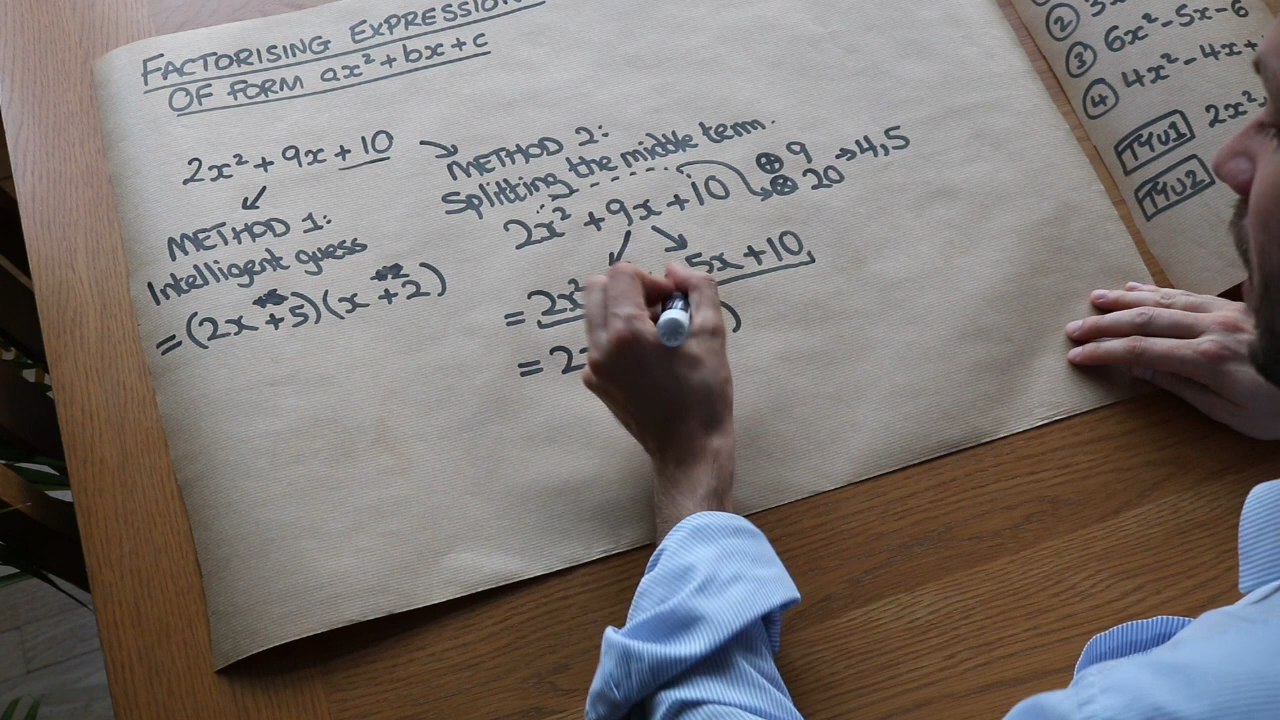 FACTORISING EXPRESSION
OF FORM ax²+bx+c
2x² + 9x + 10
METHOD 1:
Intelligent guess
= (2x +5)(x +2)
METHOD 2:
Splitting the middle term.
2x² + 9x + 10
⊕ 9
⊗ 20 → 4,5
= 2x² 5x + 10
= 2 )
②
③ 6x² - 5x - 6
④ 4x² - 4x +
TYU1 2x²
TYU2